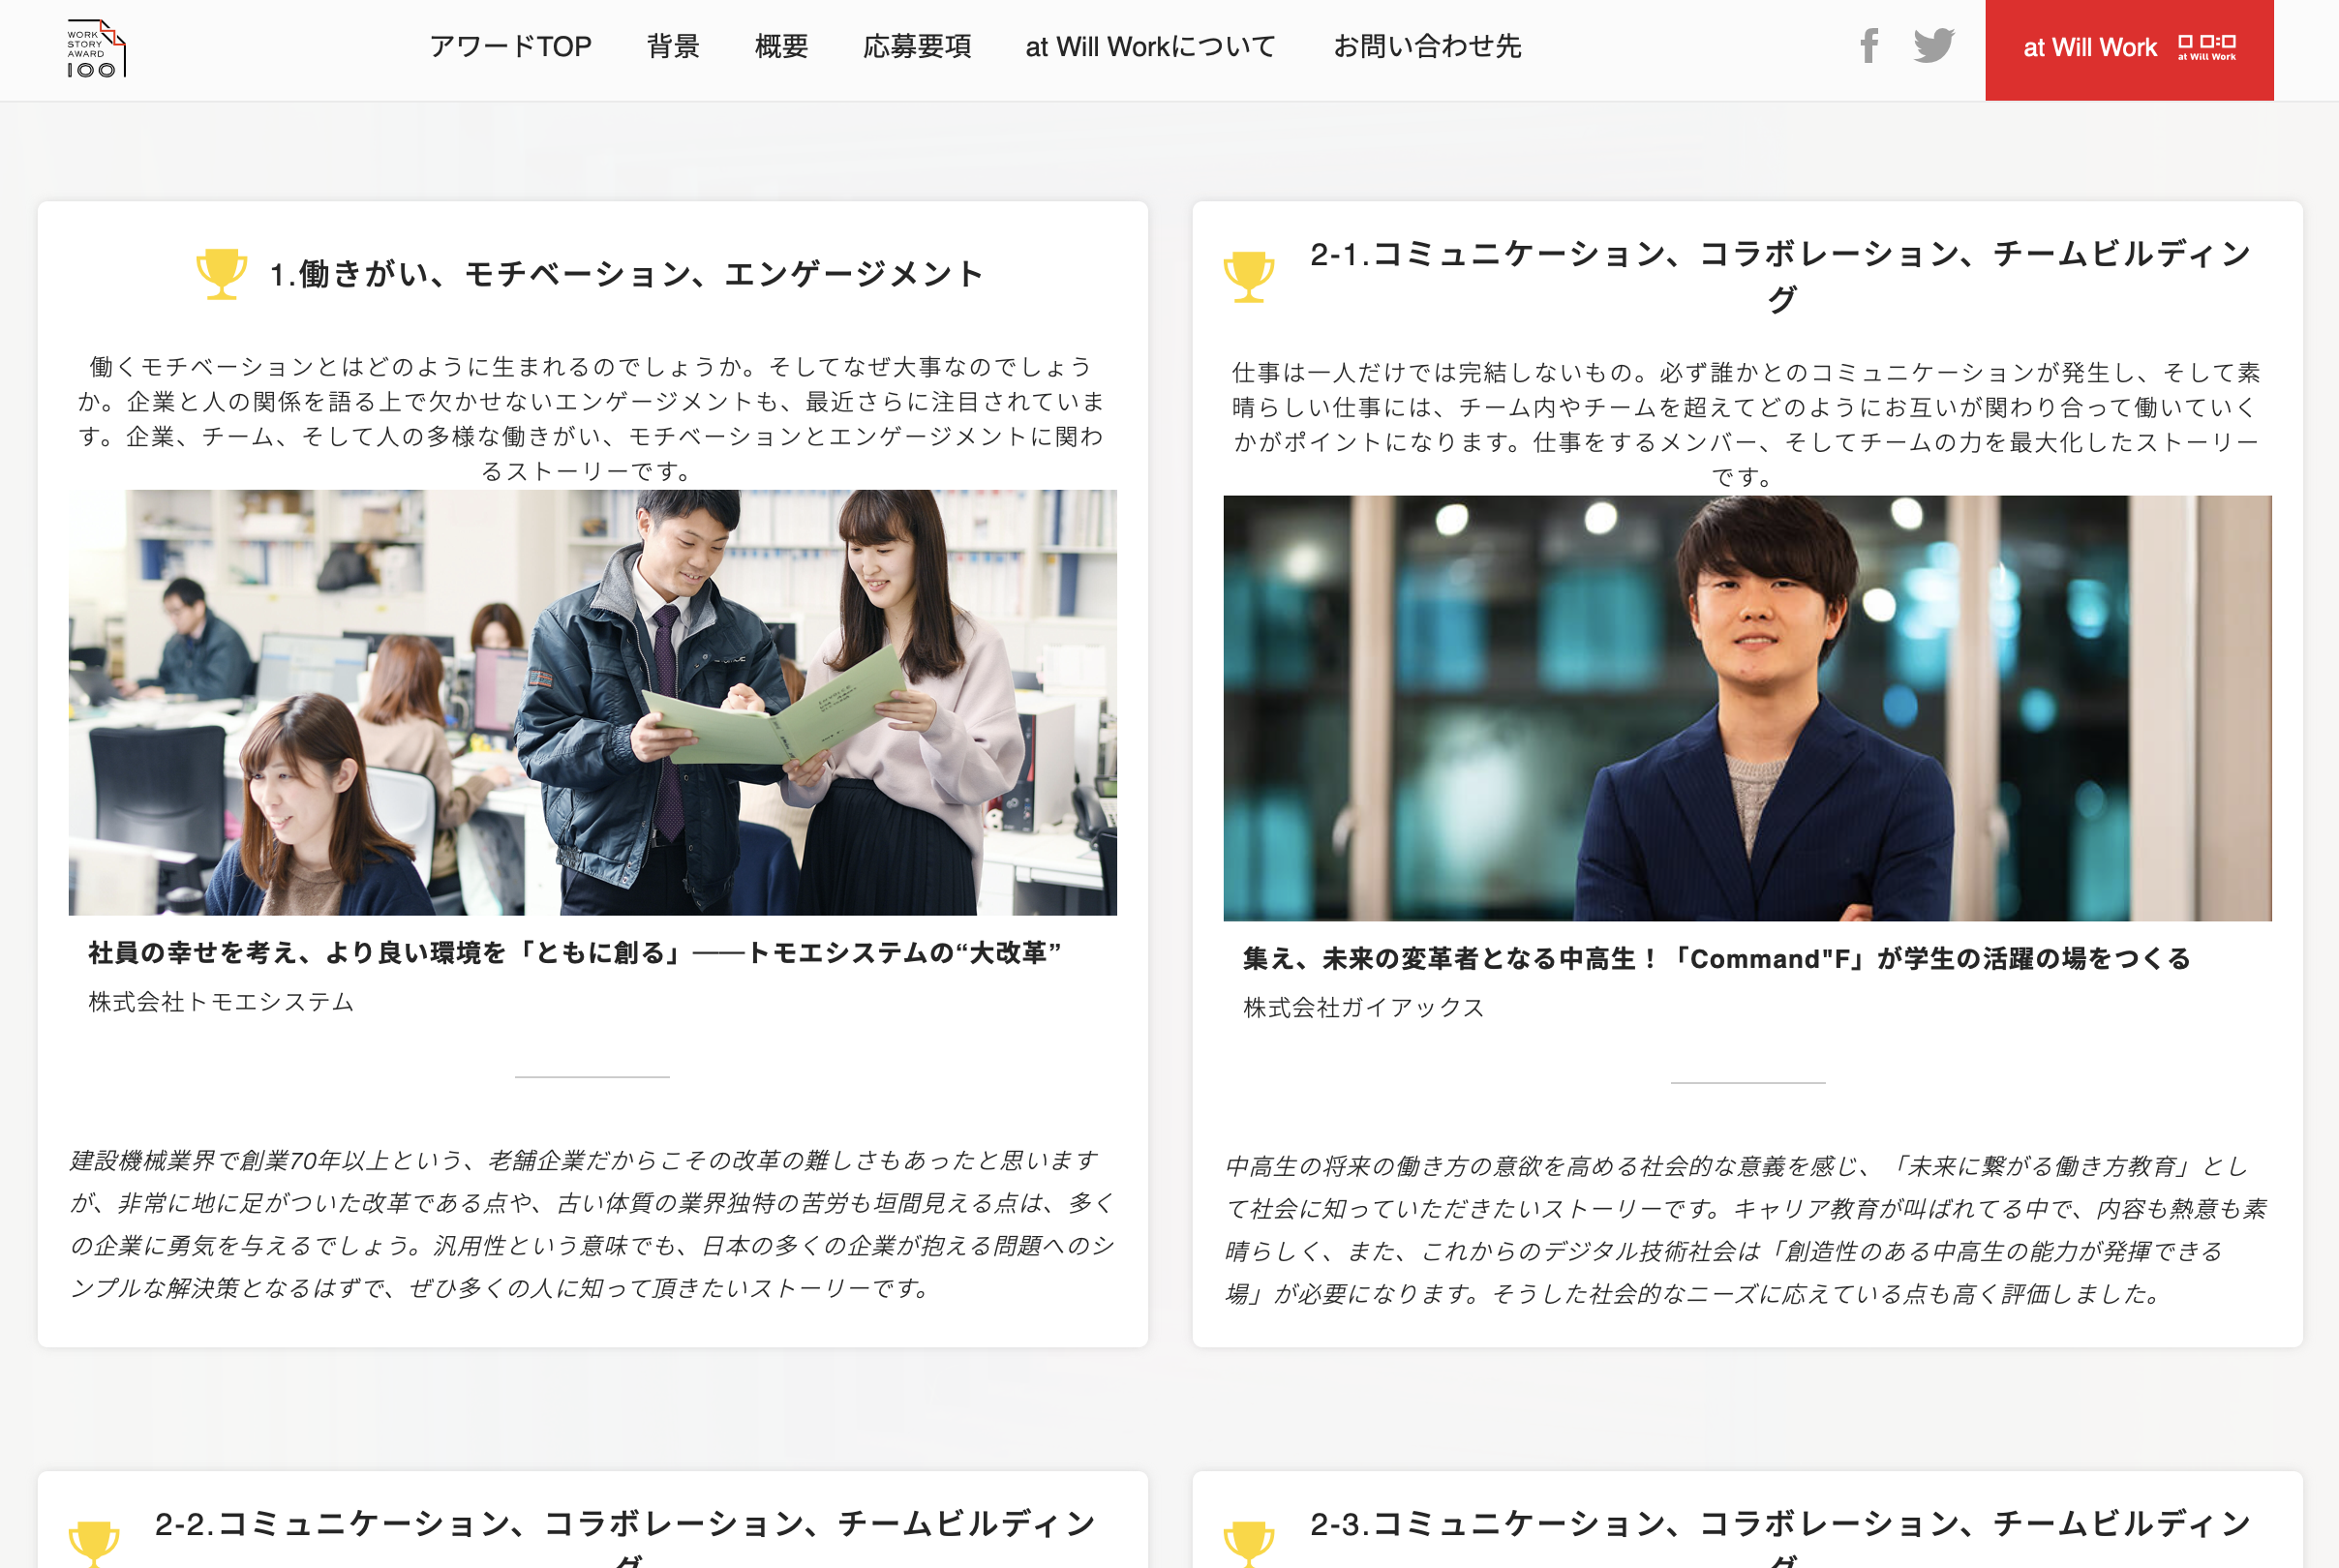 WORK
STORY
AWARD
100
アワードTOP
背景
概要
応募要項
at Will Workについて
お問い合わせ先
at Will Work
at Will Work
1.働きがい、モチベーション、エンゲージメント
働くモチベーションとはどのように生まれるのでしょうか。そしてなぜ大事なのでしょう
か。企業と人の関係を語る上で欠かせないエンゲージメントも、最近さらに注目されていま
す。企業、チーム、そして人の多様な働きがい、モチベーションとエンゲージメントに関わ
るストーリーです。
社員の幸せを考え、より良い環境を「ともに創る」——トモエシステムの“大改革”
株式会社トモエシステム
建設機械業界で創業70年以上という、老舗企業だからこその改革の難しさもあったと思います
が、非常に地に足がついた改革である点や、古い体質の業界独特の苦労も垣間見える点は、多く
の企業に勇気を与えるでしょう。汎用性という意味でも、日本の多くの企業が抱える問題へのシ
ンプルな解決策となるはずで、ぜひ多くの人に知って頂きたいストーリーです。
2-1.コミュニケーション、コラボレーション、チームビルディン
グ
仕事は一人だけでは完結しないもの。必ず誰かとのコミュニケーションが発生し、そして素
晴らしい仕事には、チーム内やチームを超えてどのようにお互いが関わり合って働いていく
かがポイントになります。仕事をするメンバー、そしてチームの力を最大化したストーリー
です。
集え、未来の変革者となる中高生！「Command"F」が学生の活躍の場をつくる
株式会社ガイアックス
中高生の将来の働き方の意欲を高める社会的な意義を感じ、「未来に繋がる働き方教育」とし
て社会に知っていただきたいストーリーです。キャリア教育が叫ばれてる中で、内容も熱意も素
晴らしく、また、これからのデジタル技術社会は「創造性のある中高生の能力が発揮できる
場」が必要になります。そうした社会的なニーズに応えている点も高く評価しました。
2-2.コミュニケーション、コラボレーション、チームビルディン
グ
2-3.コミュニケーション、コラボレーション、チームビルディン
グ